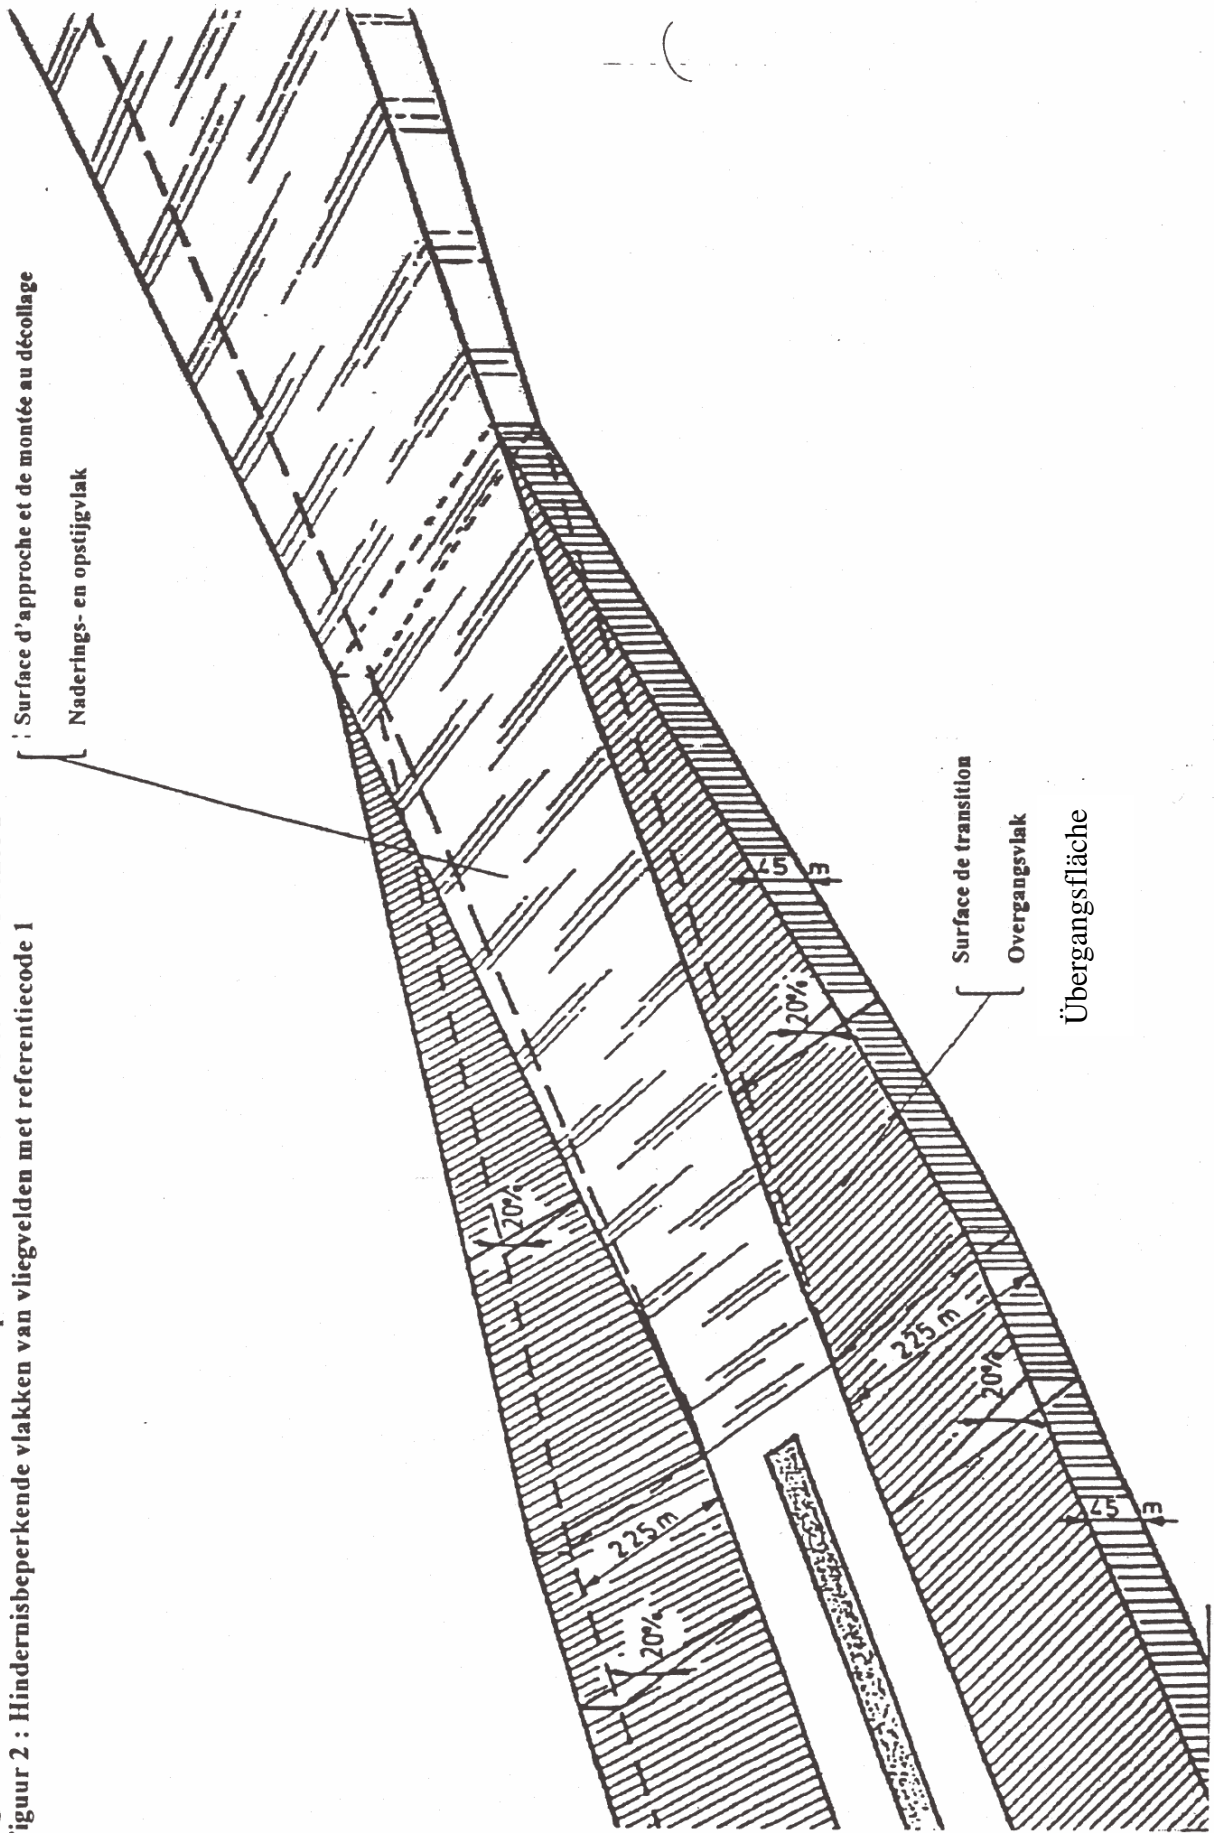 iguur 2 : Hindernisbeperkende vlakken van vliegvelden met referentiecode 1
Surface d'approche et de montée au décollage
Naderings- en opstijgvlak
20%
225 m
20%
45 m
20%
225 m
20%
45 m
Surface de transition
Overgangsvlak
Übergangsfläche